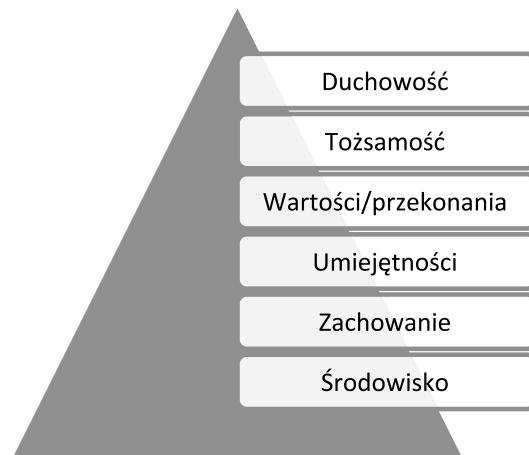 Duchowość
Tożsamość
Wartości/przekonania
Umiejętności
Zachowanie
Środowisko